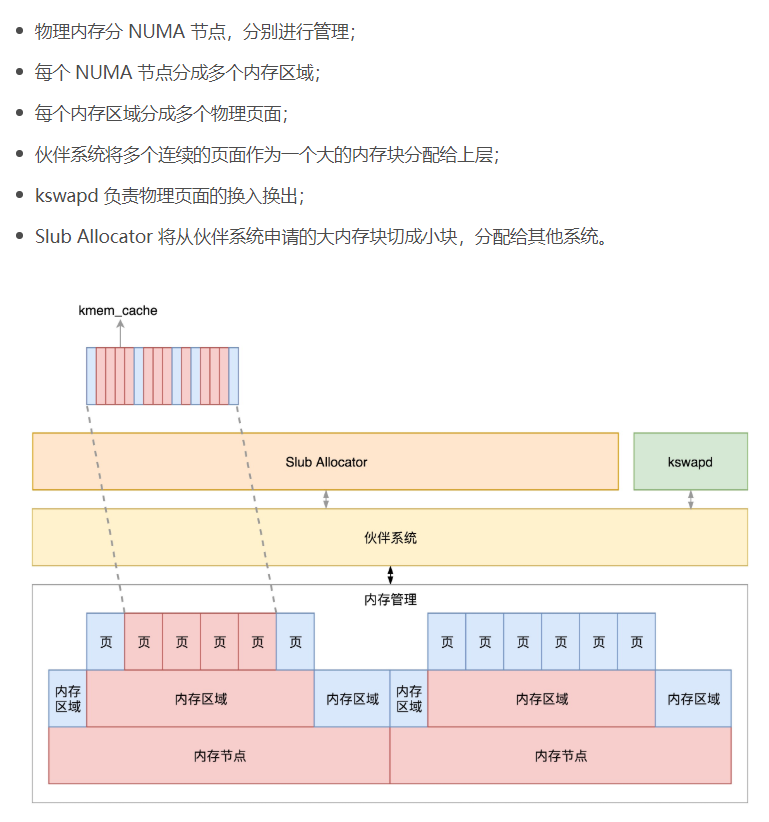 物理内存分 NUMA 节点，分别进行管理；
每个 NUMA 节点分成多个内存区域；
每个内存区域分成多个物理页面；
伙伴系统将多个连续的页面作为一个大的内存块分配给上层；
kswapd 负责物理页面的换入换出；
Slub Allocator 将从伙伴系统申请的大内存块切成小块，分配给其他系统。
kmem_cache
Slub Allocator
kswapd
伙伴系统
内存管理
页 页 页 页 页 页 页 页 页 页 页 页
内存
区域
内存区域
内存区域
内存
区域
内存区域
内存区域
内存节点
内存节点